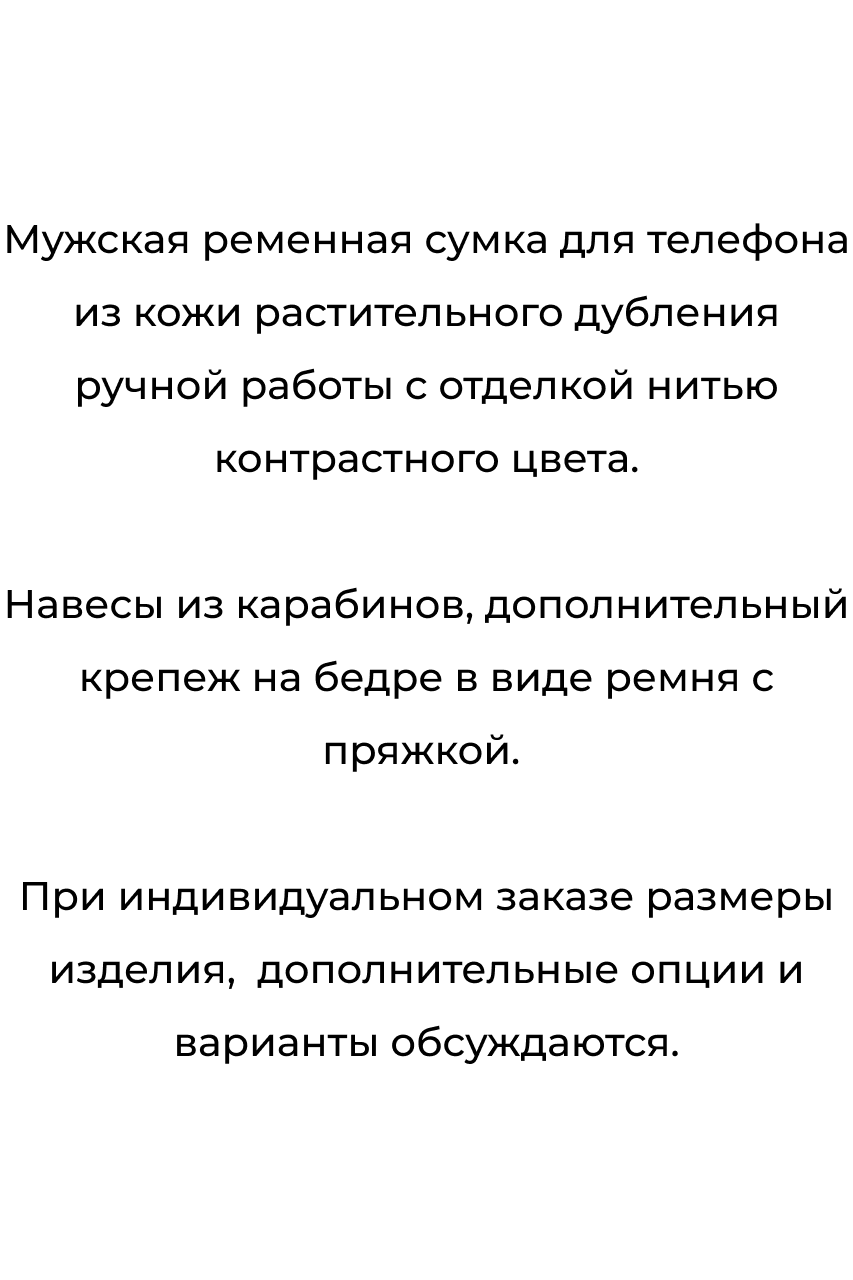 Мужская ременная сумка для телефона
из кожи растительного дубления
ручной работы с отделкой нитью
контрастного цвета.
Навесы из карабинов, дополнительный
крепеж на бедре в виде ремня с
пряжкой.
При индивидуальном заказе размеры
изделия,  дополнительные опции и
варианты обсуждаются.